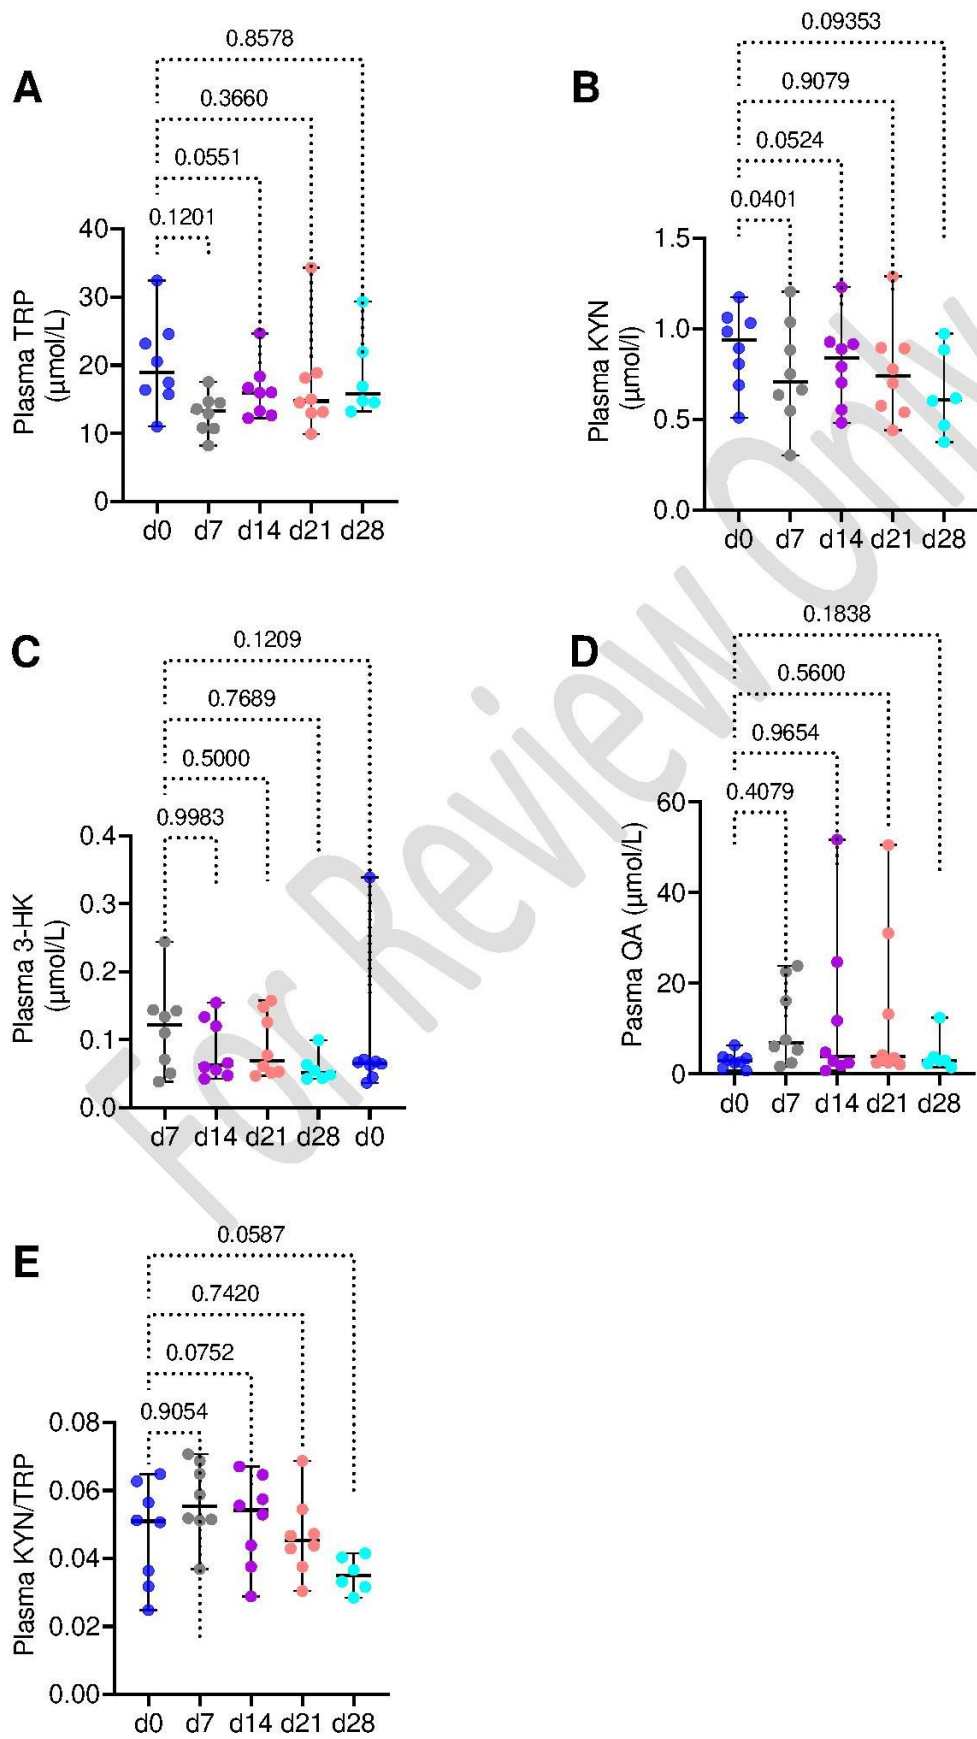 A
0.8578
0.3660
0.0551
0.1201
Plasma TRP
(µmol/L)
40
30
20
10
0
d0 d7 d14 d21 d28
B
0.09353
0.9079
0.0524
0.0401
Plasma KYN
(µmol/l)
1.5
1.0
0.5
0.0
d0 d7 d14 d21 d28
C
0.1209
0.7689
0.5000
0.9983
Plasma 3-HK
(µmol/L)
0.4
0.3
0.2
0.1
0.0
d7 d14 d21 d28 d0
D
0.1838
0.5600
0.9654
0.4079
Pasma QA (µmol/L)
60
40
20
0
d0 d7 d14 d21 d28
E
0.0587
0.7420
0.0752
0.9054
Plasma KYN/TRP
0.08
0.06
0.04
0.02
0.00
d0 d7 d14 d21 d28
For Review Only